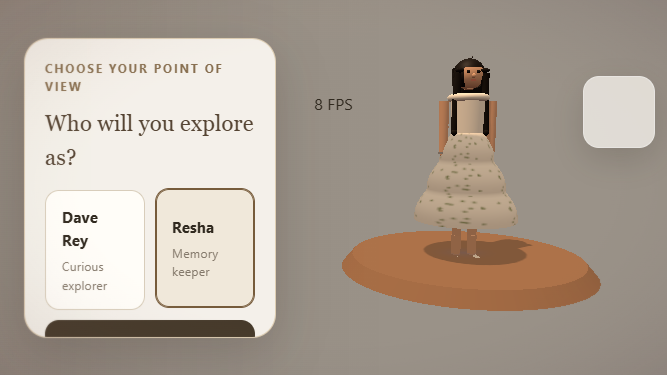 CHOOSE YOUR POINT OF
VIEW
Who will you explore
as?
Dave
Rey
Curious
explorer
Resha
Memory
keeper
8 FPS